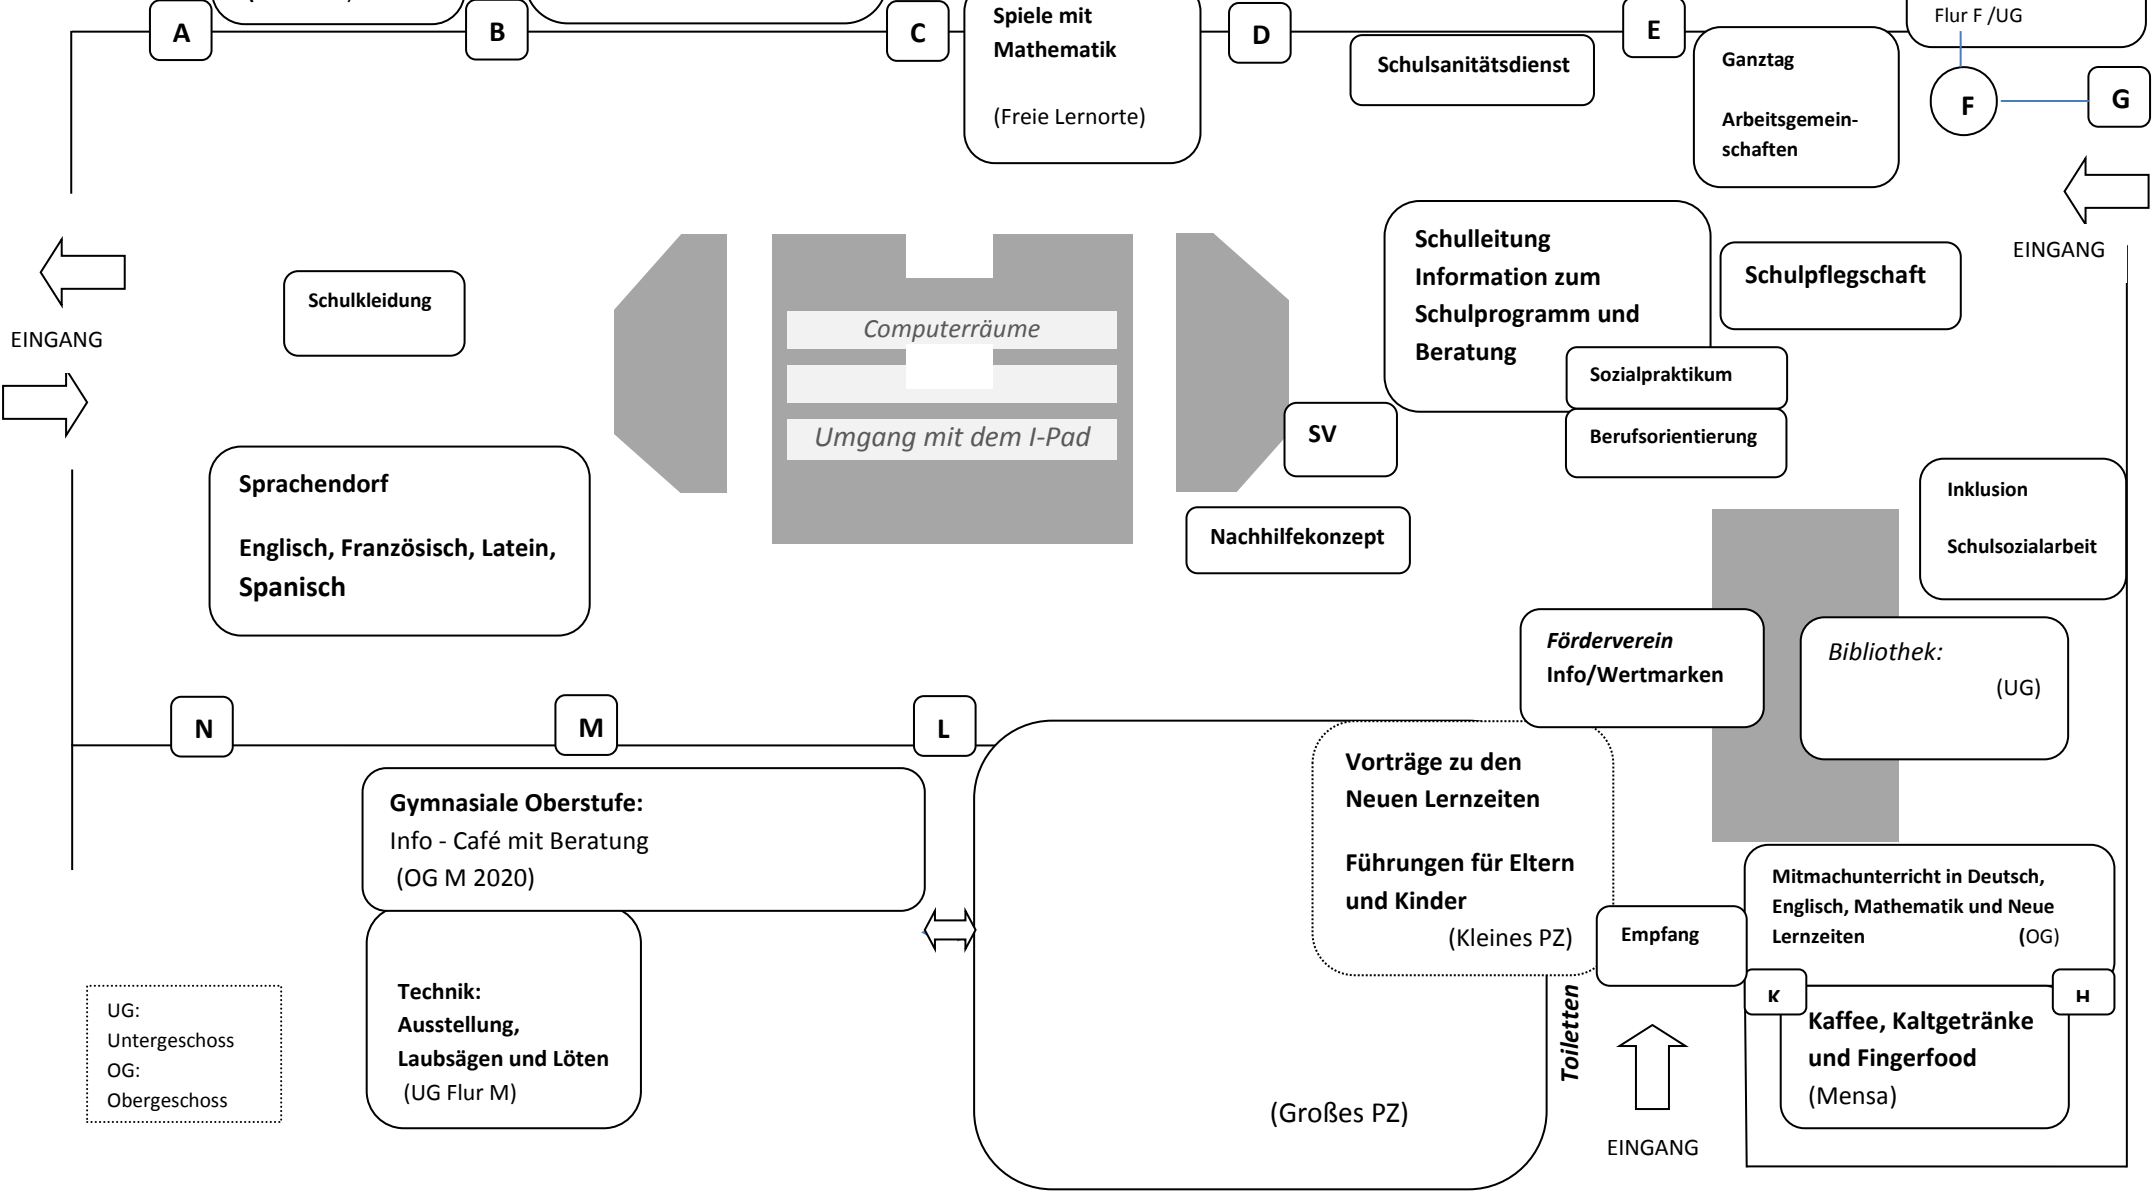 A
B
C
Spiele mit
Mathematik
(Freie Lernorte)
D
Schulsanitätsdienst
E
Ganztag
Arbeitsgemein-
schaften
Flur F /UG
F
G
EINGANG
EINGANG
Schulkleidung
Computerräume
Umgang mit dem I-Pad
Schulleitung
Information zum
Schulprogramm und
Beratung
Schulpflegschaft
Sozialpraktikum
Berufsorientierung
SV
Nachhilfekonzept
Sprachendorf
Englisch, Französisch, Latein,
Spanisch
Inklusion
Schulsozialarbeit
Förderverein
Info/Wertmarken
Bibliothek:
(UG)
N
M
L
Gymnasiale Oberstufe:
Info - Café mit Beratung
(OG M 2020)
Technik:
Ausstellung,
Laubsägen und Löten
(UG Flur M)
UG:
Untergeschoss
OG:
Obergeschoss
Vorträge zu den
Neuen Lernzeiten
Führungen für Eltern
und Kinder
(Kleines PZ)
(Großes PZ)
Toiletten
Empfang
EINGANG
Mitmachunterricht in Deutsch,
Englisch, Mathematik und Neue
Lernzeiten (OG)
K
H
Kaffee, Kaltgetränke
und Fingerfood
(Mensa)